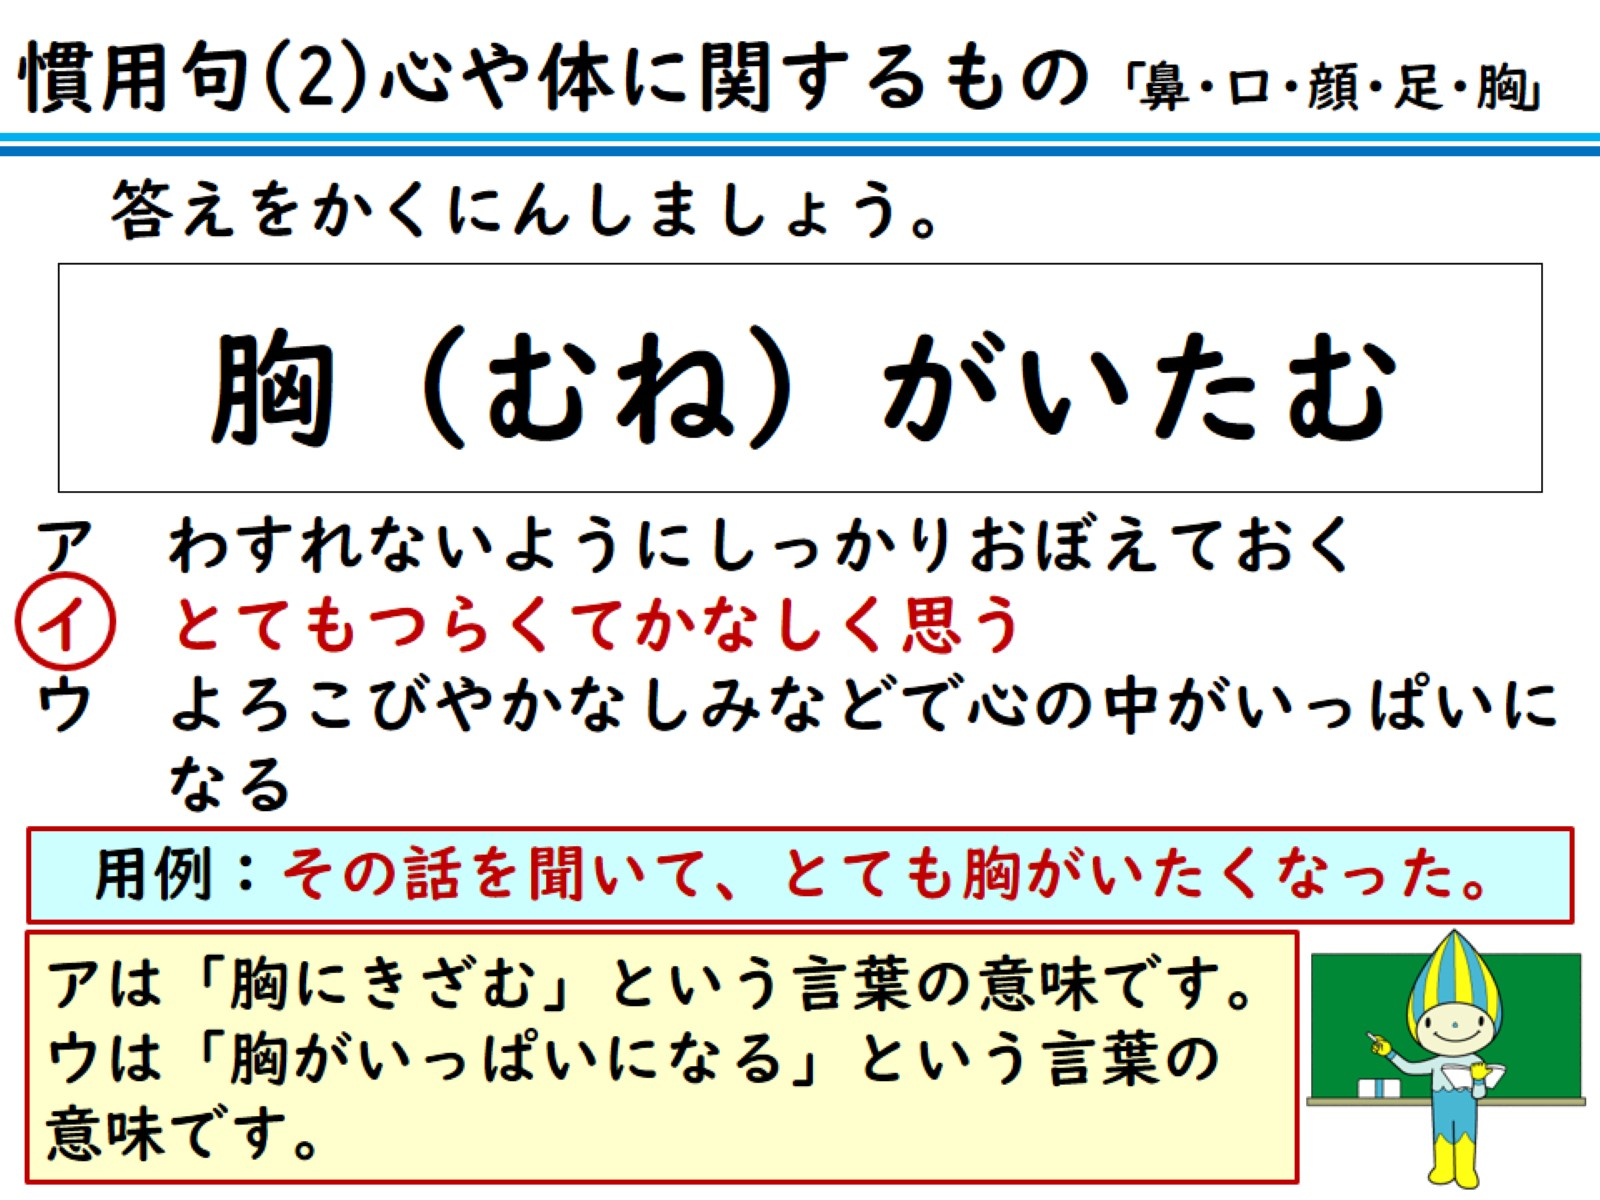 慣用句(2)心や体に関するもの「鼻・口・顔・足・胸」
答えをかくにんしましょう。
胸（むね）がいたむ
ア　わすれないようにしっかりおぼえておく
イ　とてもつらくてかなしく思う
ウ　よろこびやかなしみなどで心の中がいっぱいに
なる
用例：その話を聞いて、とても胸がいたくなった。
アは「胸にきざむ」という言葉の意味です。
ウは「胸がいっぱいになる」という言葉の
意味です。